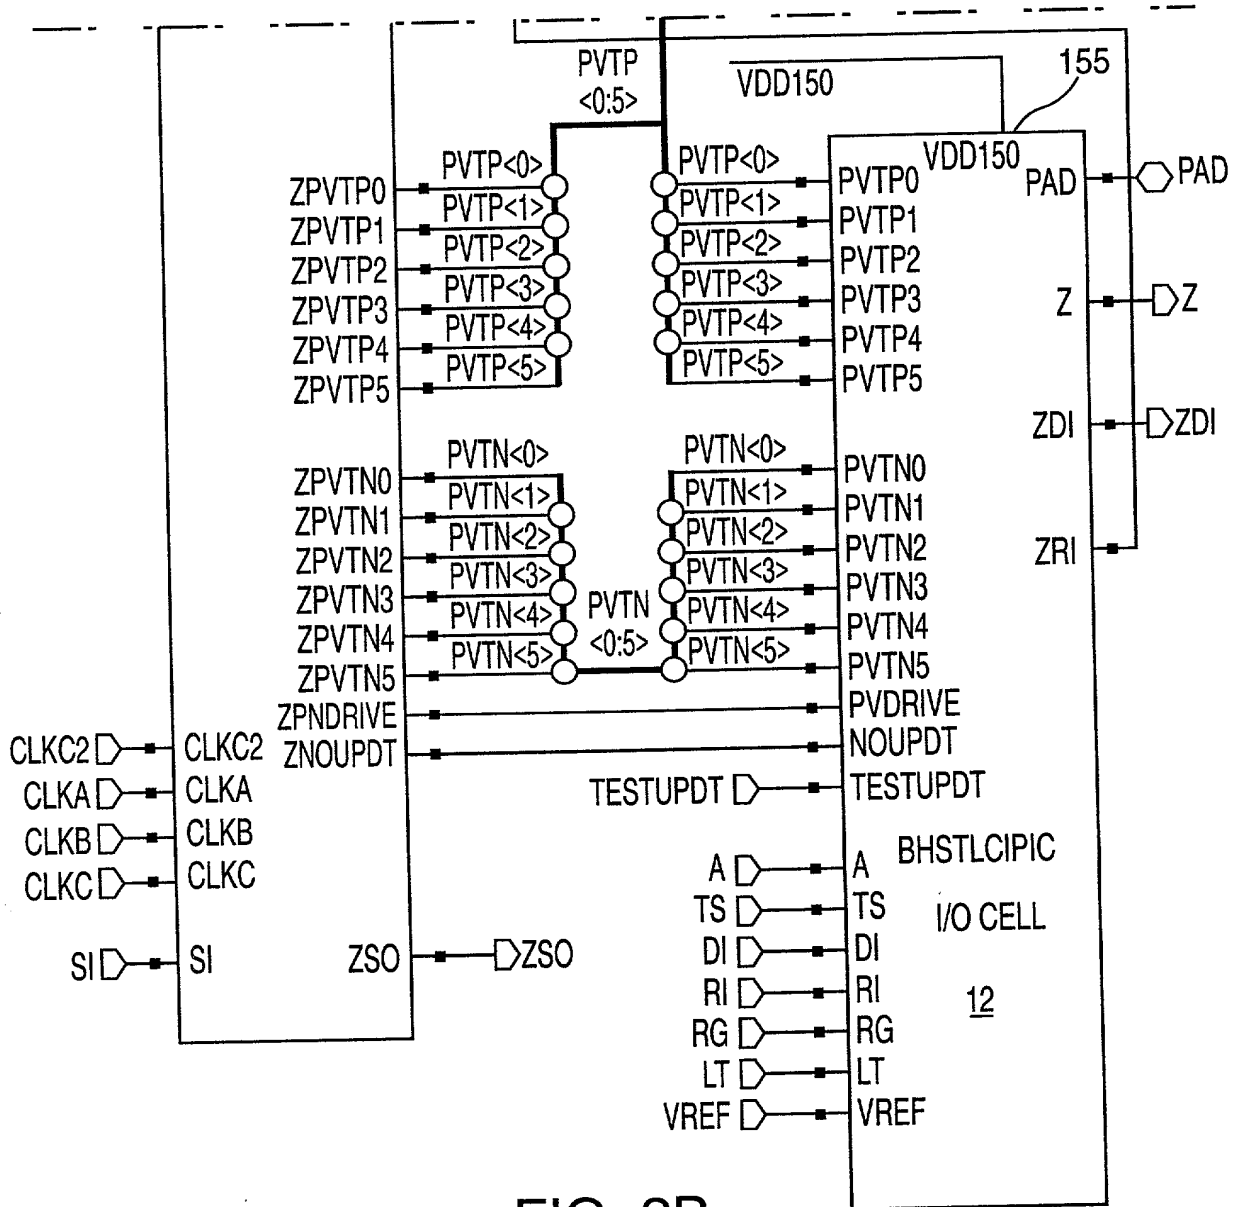 PVTP
<0:5>
VDD150
155
VDD150
PVTP<0>
PVTP<1>
PVTP<2>
PVTP<3>
PVTP<4>
PVTP<5>
ZPVTP0
ZPVTP1
ZPVTP2
ZPVTP3
ZPVTP4
ZPVTP5
PVTP<0>
PVTP<1>
PVTP<2>
PVTP<3>
PVTP<4>
PVTP<5>
PVTP0
PVTP1
PVTP2
PVTP3
PVTP4
PVTP5
PAD
PAD
Z
Z
ZDI
ZDI
ZRI
ZPVTN0
ZPVTN1
ZPVTN2
ZPVTN3
ZPVTN4
ZPVTN5
PVTN<0>
PVTN<1>
PVTN<2>
PVTN<3>
PVTN<4>
PVTN<5>
PVTN
<0:5>
PVTN<0>
PVTN<1>
PVTN<2>
PVTN<3>
PVTN<4>
PVTN<5>
PVTN0
PVTN1
PVTN2
PVTN3
PVTN4
PVTN5
ZPNDRIVE
PVDRIVE
ZNOUPDT
NOUPDT
CLKC2
CLKC2
CLKA
CLKA
CLKB
CLKB
CLKC
CLKC
SI
SI
ZSO
ZSO
TESTUPDT
TESTUPDT
A
A
TS
TS
DI
DI
RI
RI
RG
RG
LT
LT
VREF
VREF
BHSTLCIPIC
I/O CELL
12